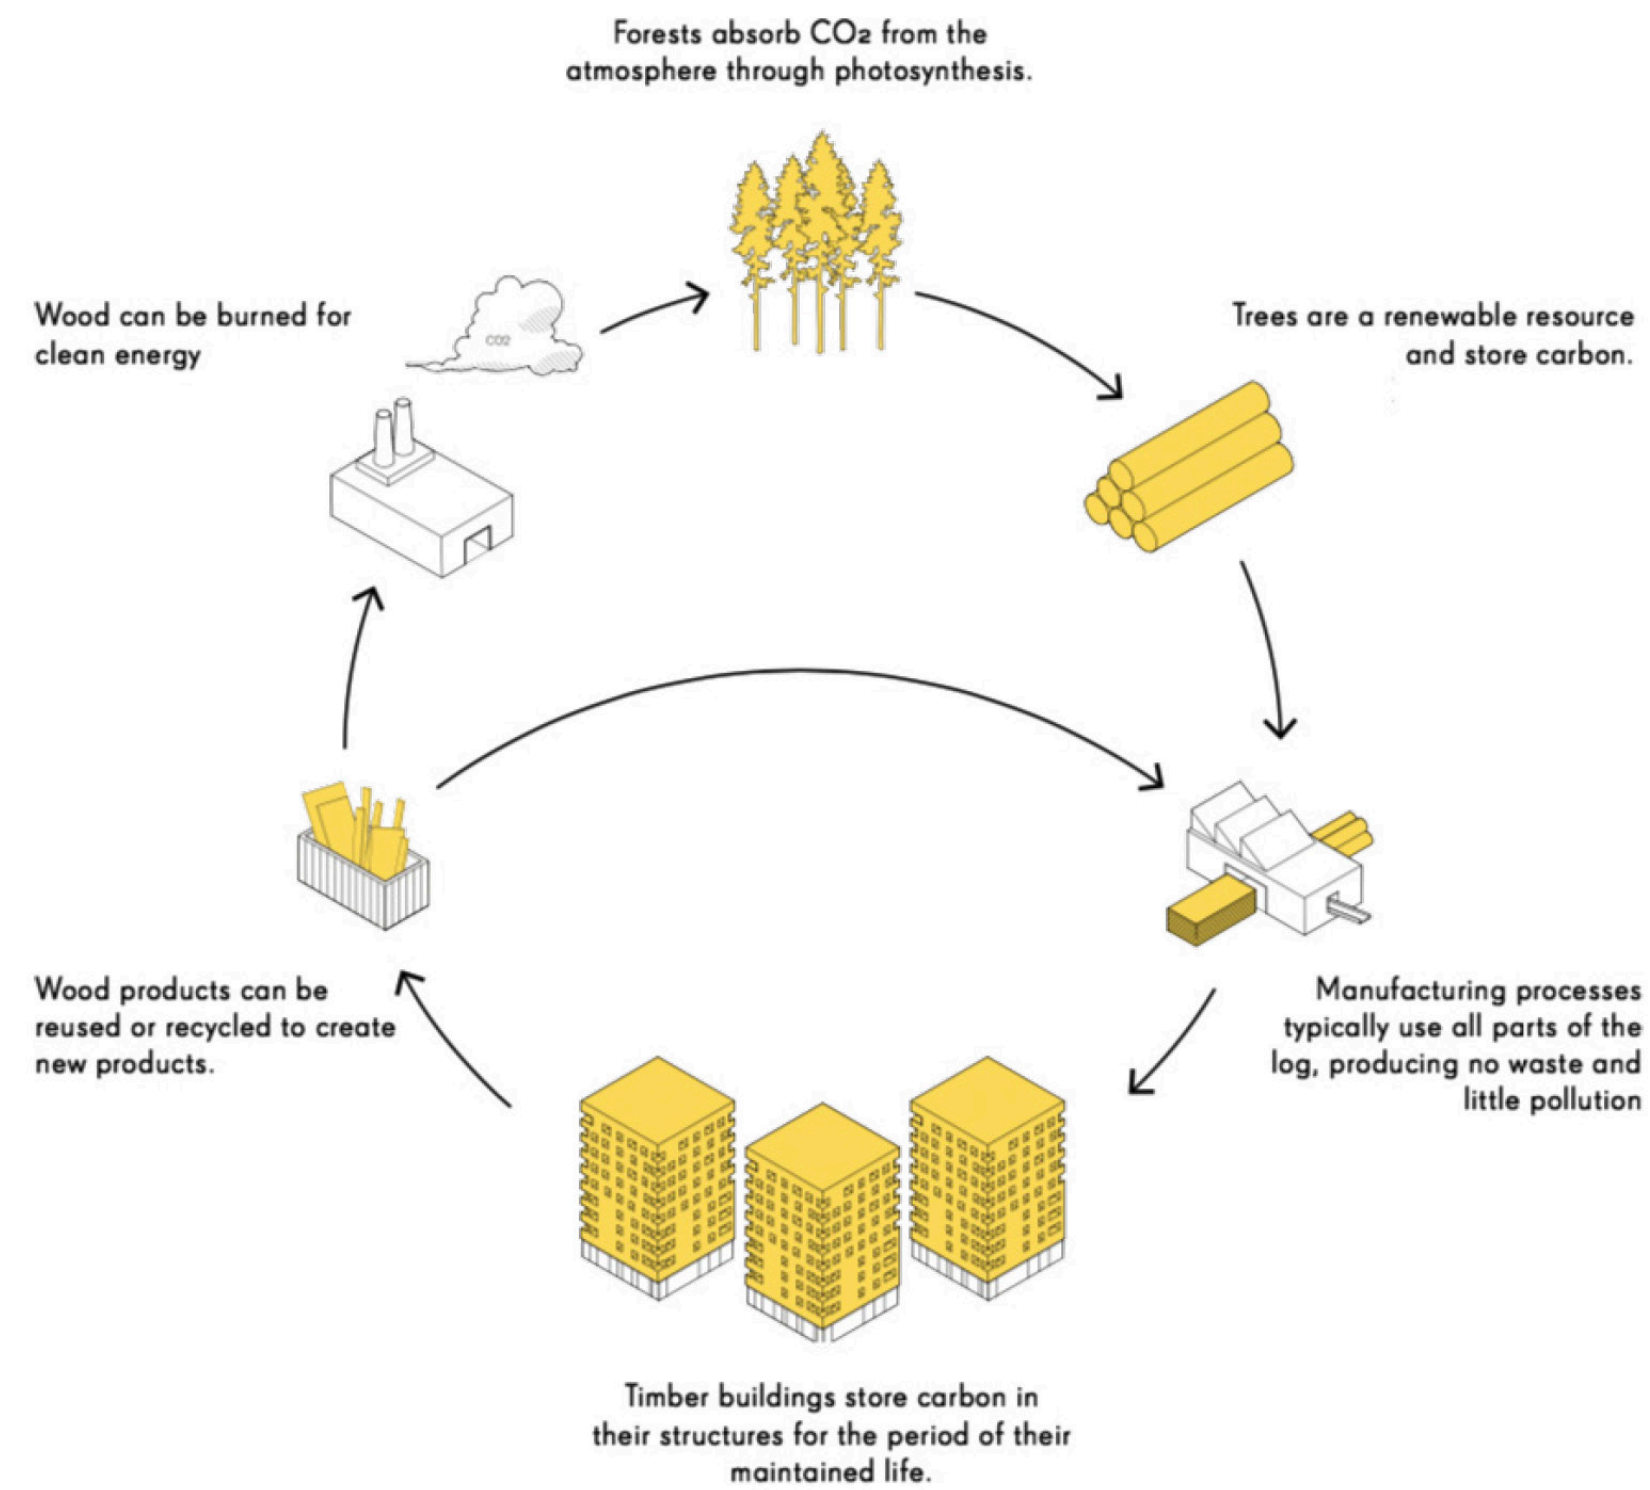 Forests absorb CO2 from the
atmosphere through photosynthesis.
Wood can be burned for
clean energy
CO2
Trees are a renewable resource
and store carbon.
Wood products can be
reused or recycled to create
new products.
Manufacturing processes
typically use all parts of the
log, producing no waste and
little pollution
Timber buildings store carbon in
their structures for the period of their
maintained life.